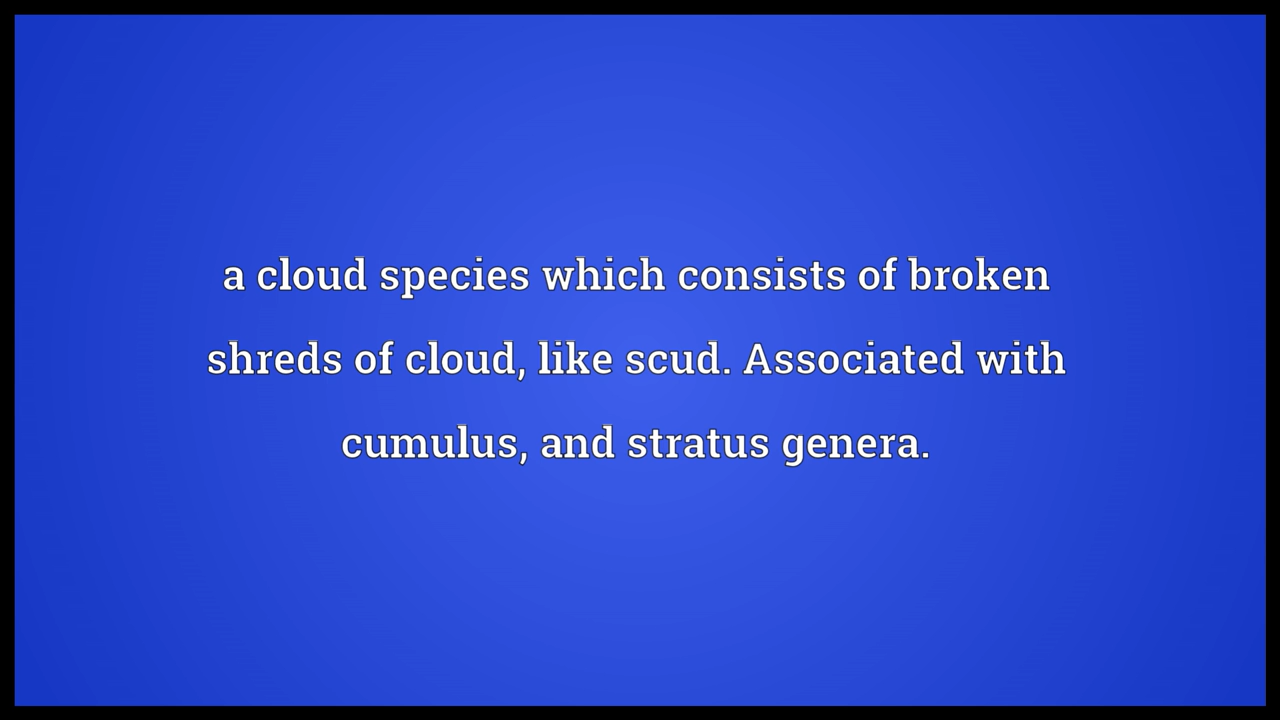 a cloud species which consists of broken
shreds of cloud, like scud. Associated with
cumulus, and stratus genera.